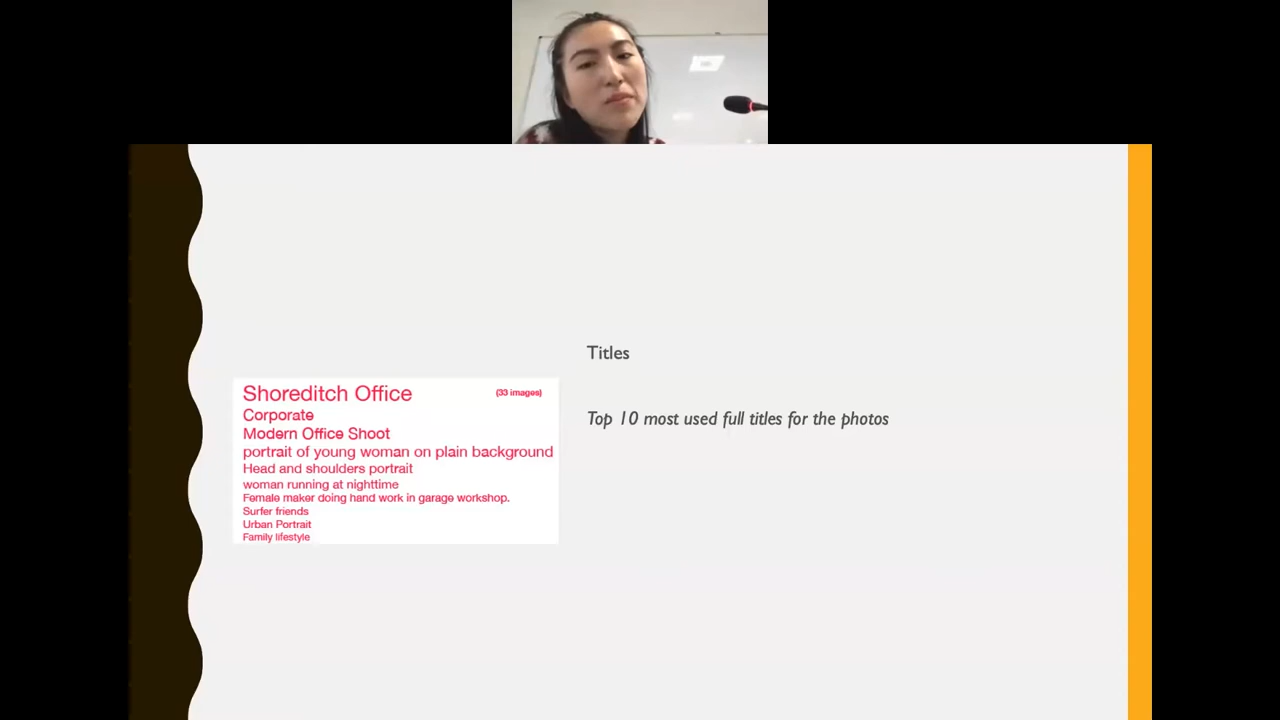 Titles
Shoreditch Office (33 images)
Corporate
Modern Office Shoot
portrait of young woman on plain background
Head and shoulders portrait
woman running at nighttime
Female maker doing hand work in garage workshop.
Surfer friends
Urban Portrait
Family lifestyle
Top 10 most used full titles for the photos